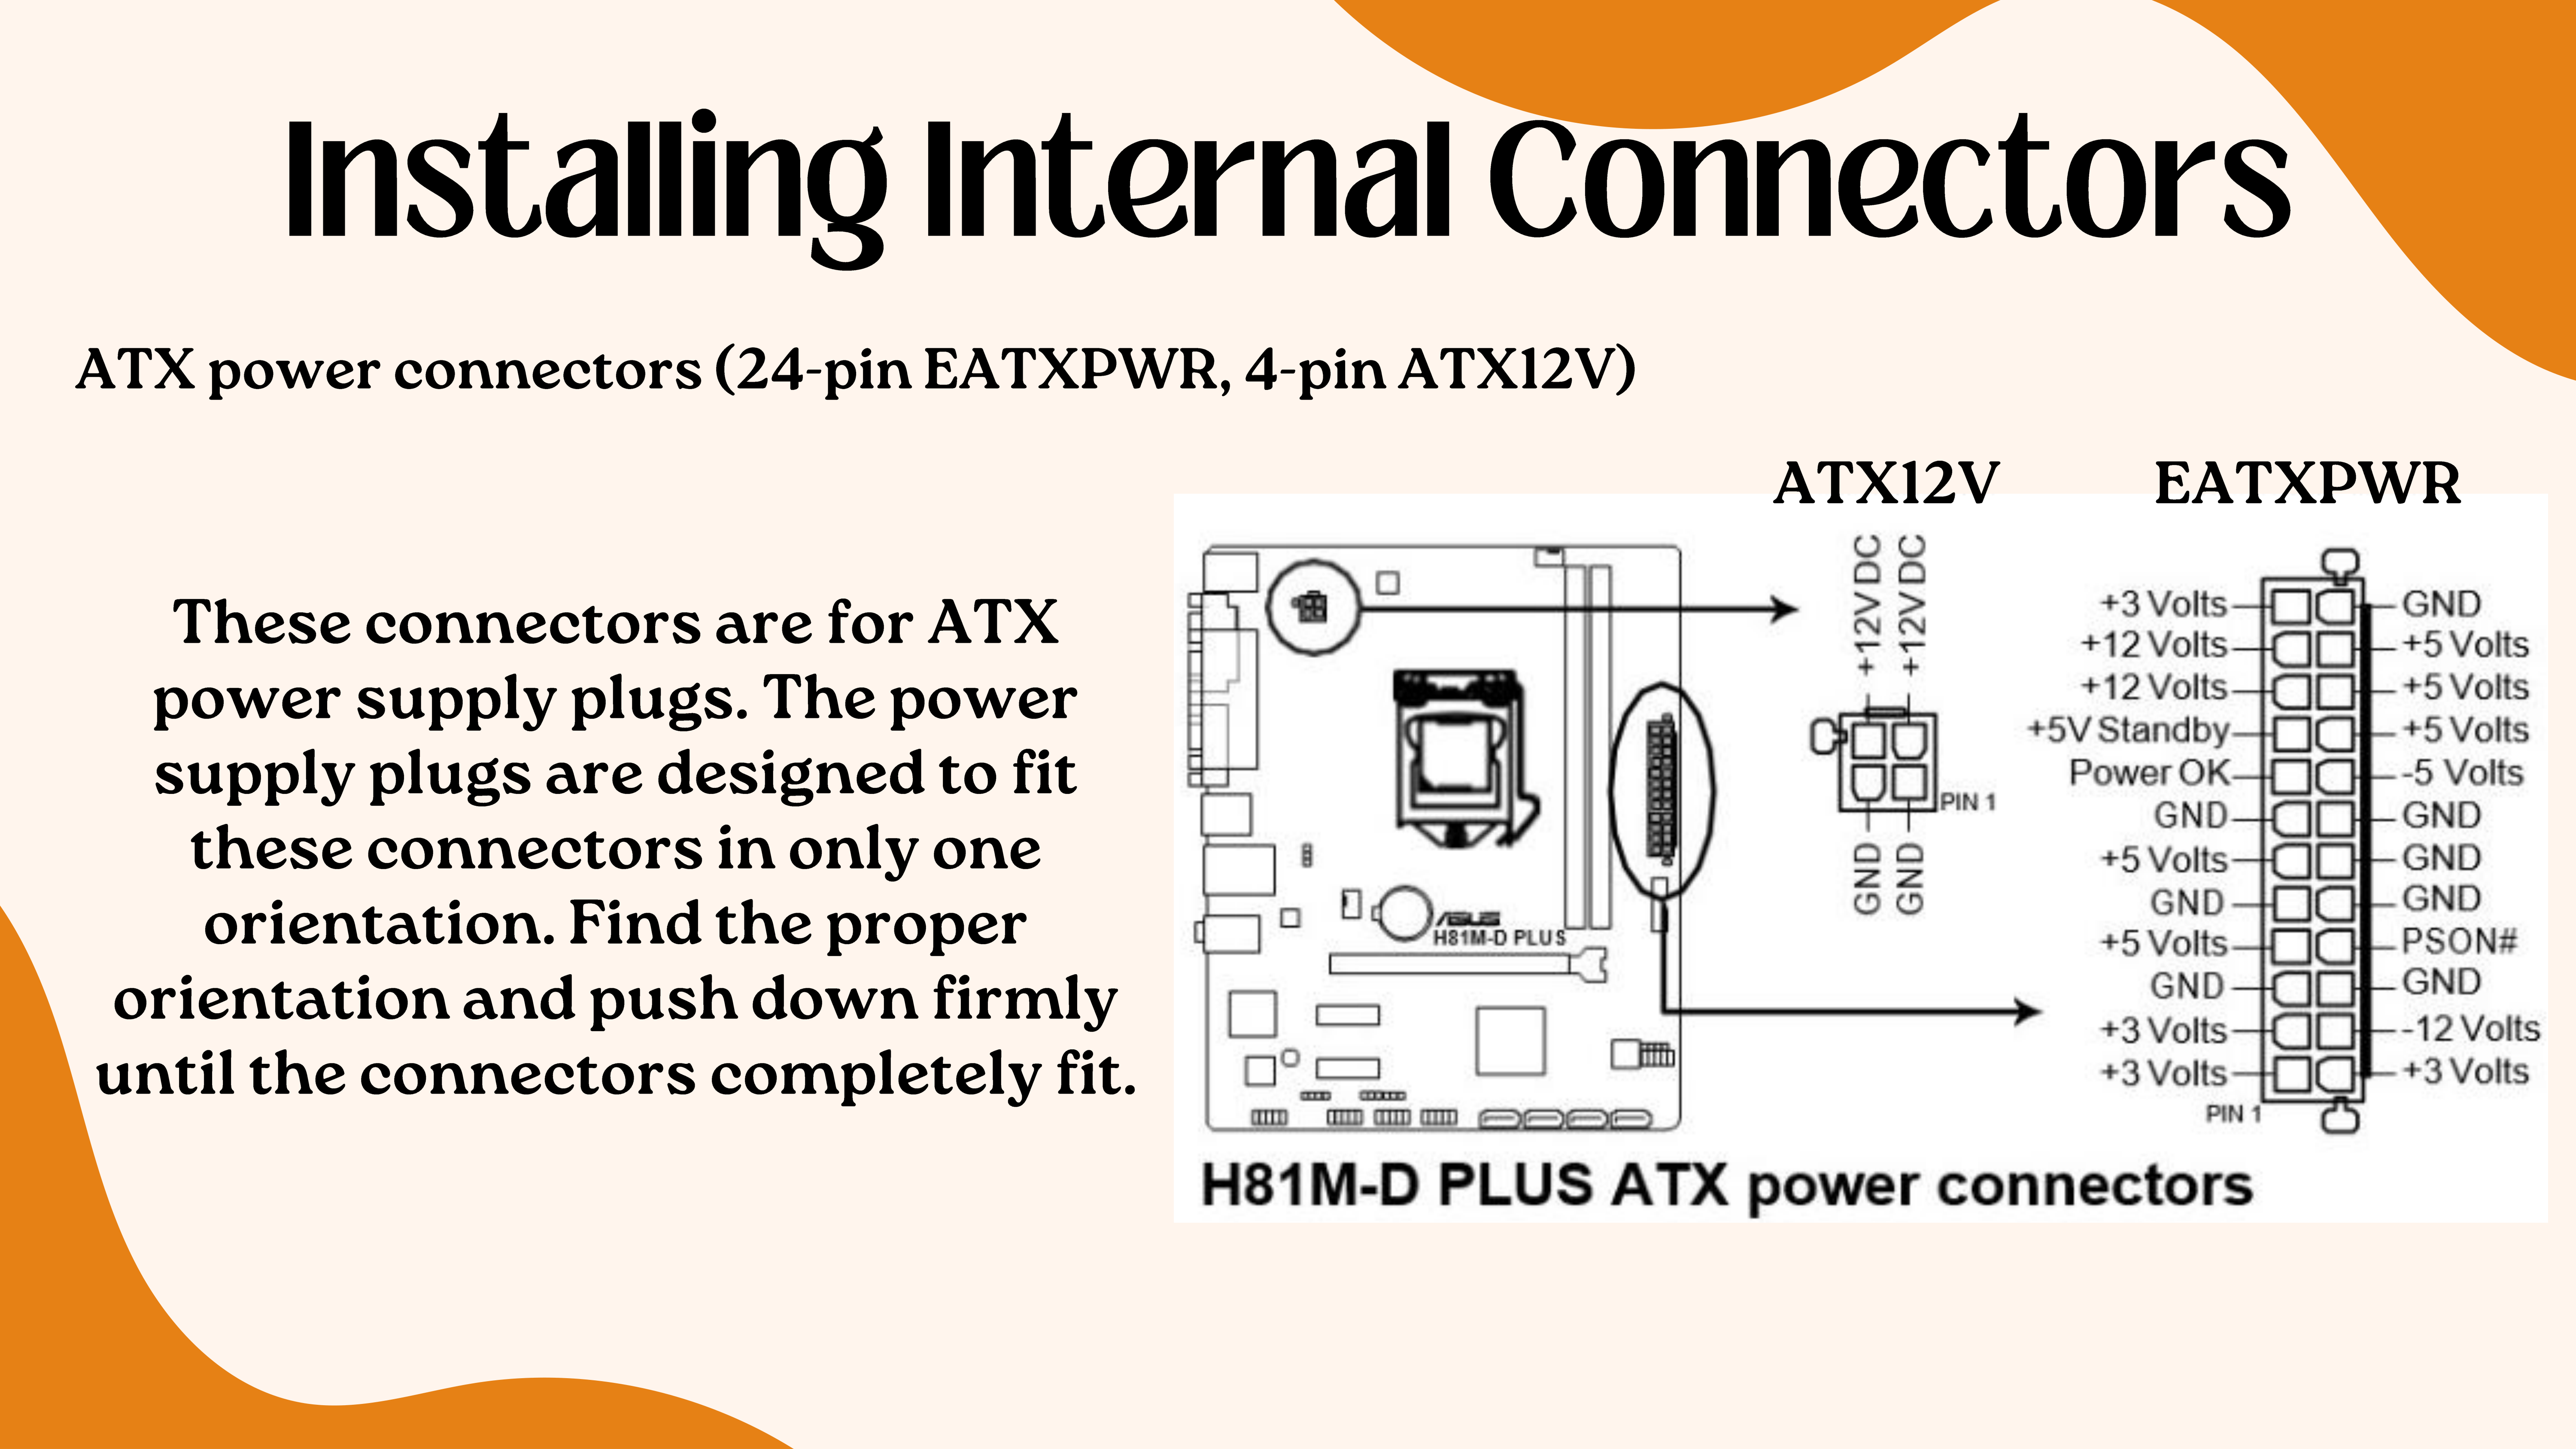 Installing Internal Connectors
ATX power connectors (24-pin EATXPWR, 4-pin ATX12V)
These connectors are for ATX
power supply plugs. The power
supply plugs are designed to fit
these connectors in only one
orientation. Find the proper
orientation and push down firmly
until the connectors completely fit.
ATX12V
EATXPWR
+12V DC
+12V DC
PIN 1
GND
GND
+3 Volts GND
+12 Volts +5 Volts
+12 Volts +5 Volts
+5V Standby +5 Volts
Power OK -5 Volts
GND GND
+5 Volts GND
GND GND
+5 Volts PSON#
GND GND
+3 Volts -12 Volts
+3 Volts +3 Volts
PIN 1
ASUS
H81M-D PLUS
H81M-D PLUS ATX power connectors